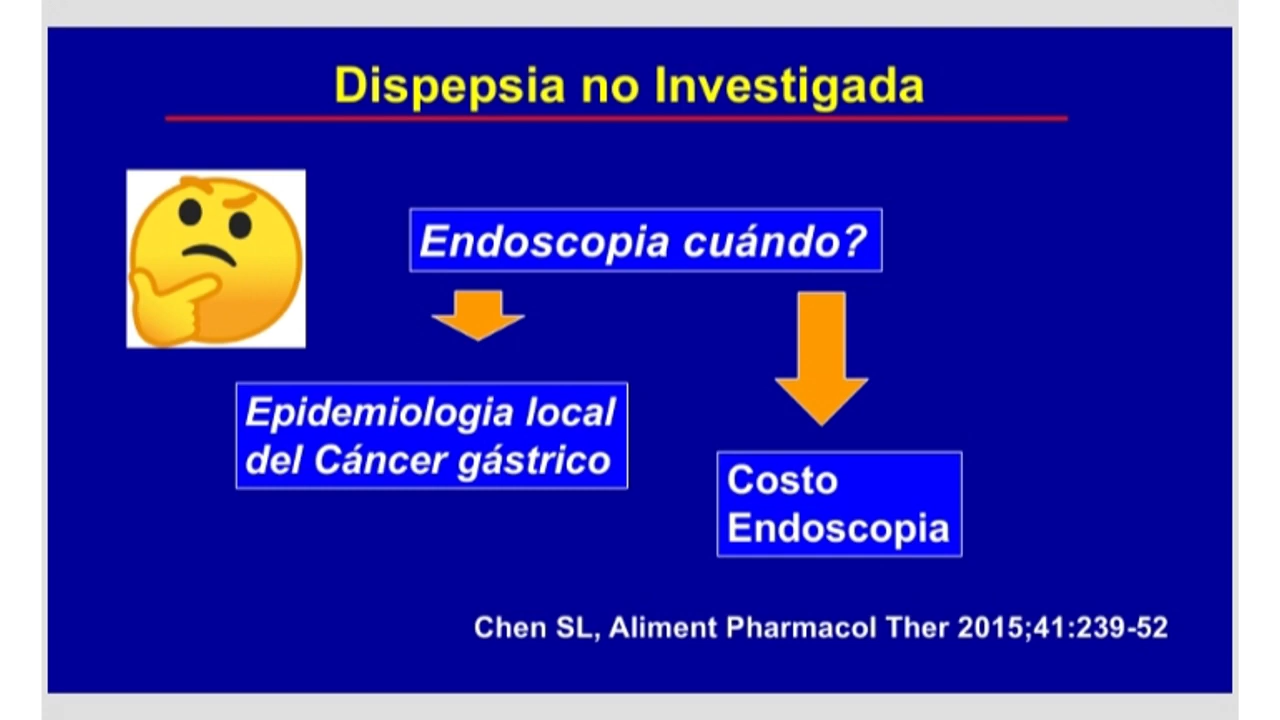 Dispepsia no Investigada
Endoscopia cuándo?
Epidemiologia local
del Cáncer gástrico
Costo
Endoscopia
Chen SL, Aliment Pharmacol Ther 2015;41:239-52